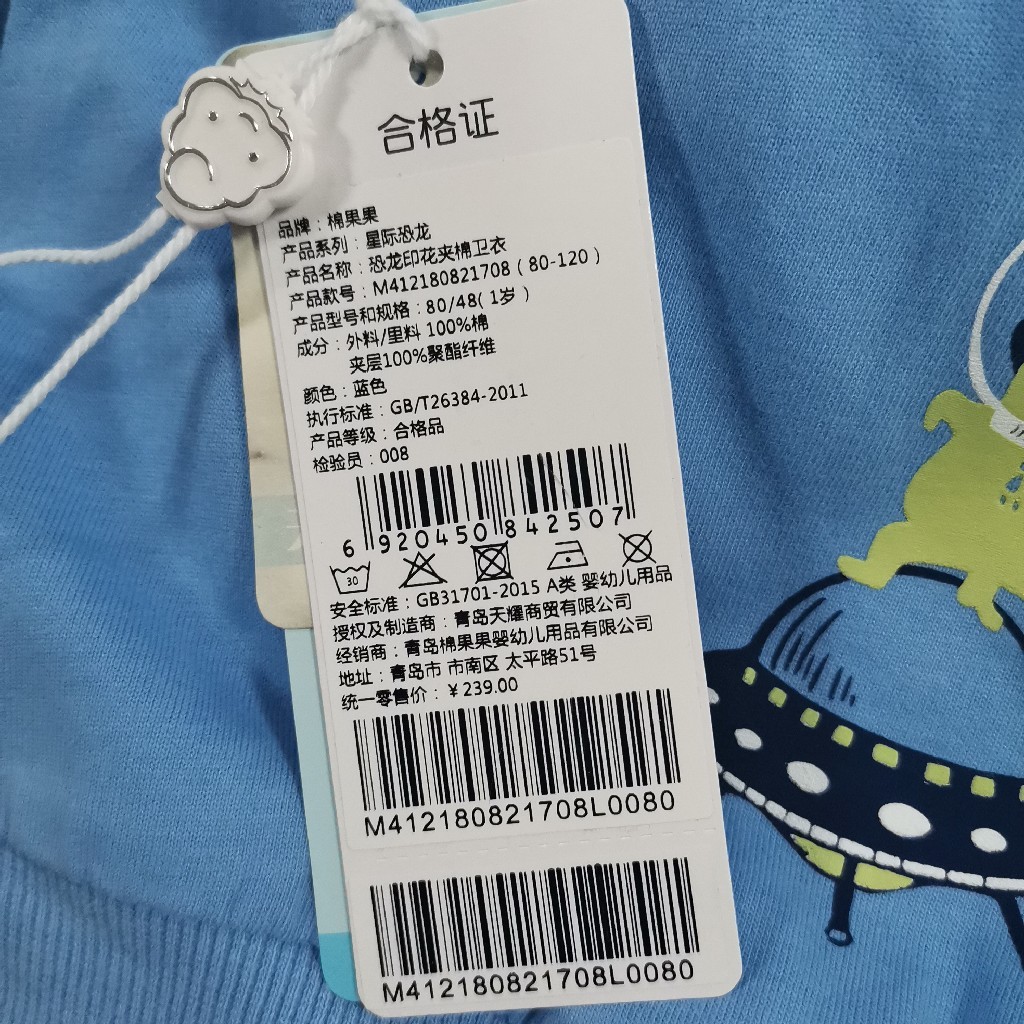 合格证
品牌：棉果果
产品系列：星际恐龙
产品名称：恐龙印花夹棉卫衣
产品款号：M412180821708（80-120）
产品型号和规格：80/48(1岁)
成分：外料/里料 100%棉
夹层100%聚酯纤维
颜色：蓝色
执行标准：GB/T26384-2011
产品等级：合格品
检验员：008
6 920450 842507
30
安全标准：GB31701-2015 A类 婴幼儿用品
授权及制造商：青岛天耀商贸有限公司
经销商：青岛棉果果婴幼儿用品有限公司
地址：青岛市 市南区 太平路51号
统一零售价：￥239.00
M412180821708L0080
M412180821708L0080